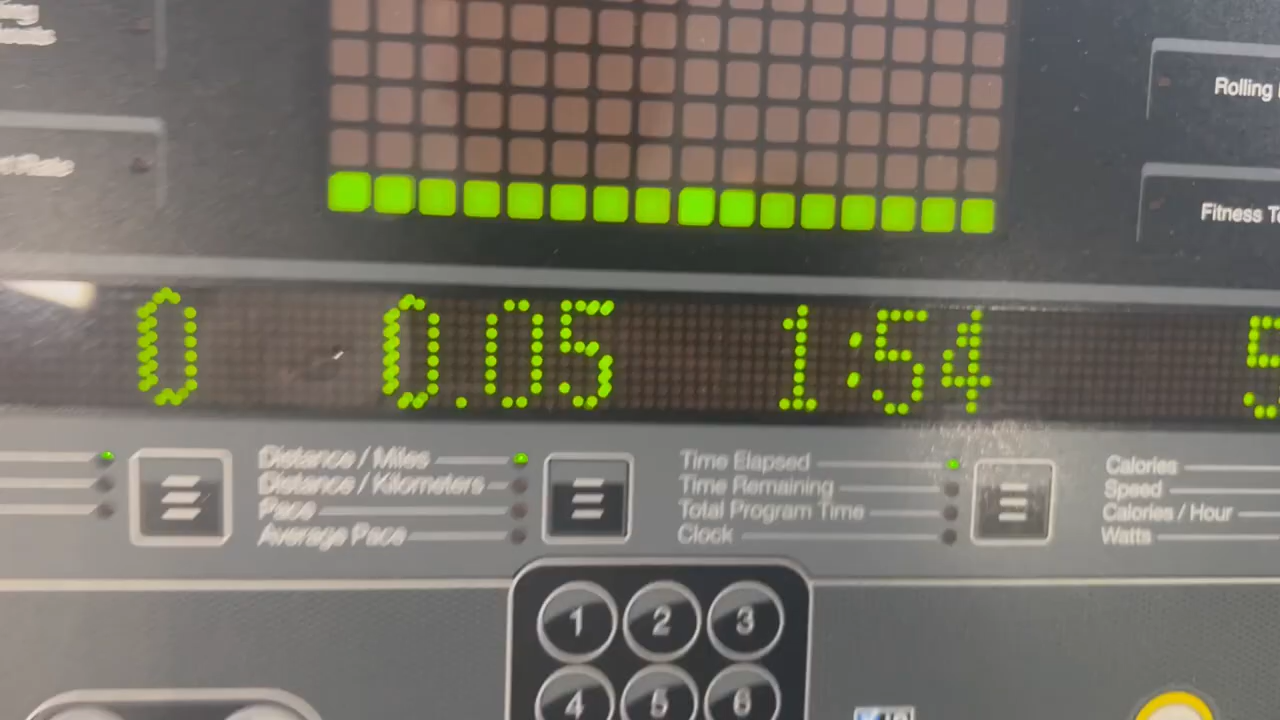 Rolling
Fitness
0 0.05 1:54 5
Distance / Miles
Distance / Kilometers
Pace
Average Pace
Time Elapsed
Time Remaining
Total Program Time
Clock
Calories
Speed
Calories / Hour
Watts
1 2 3
4 5 6